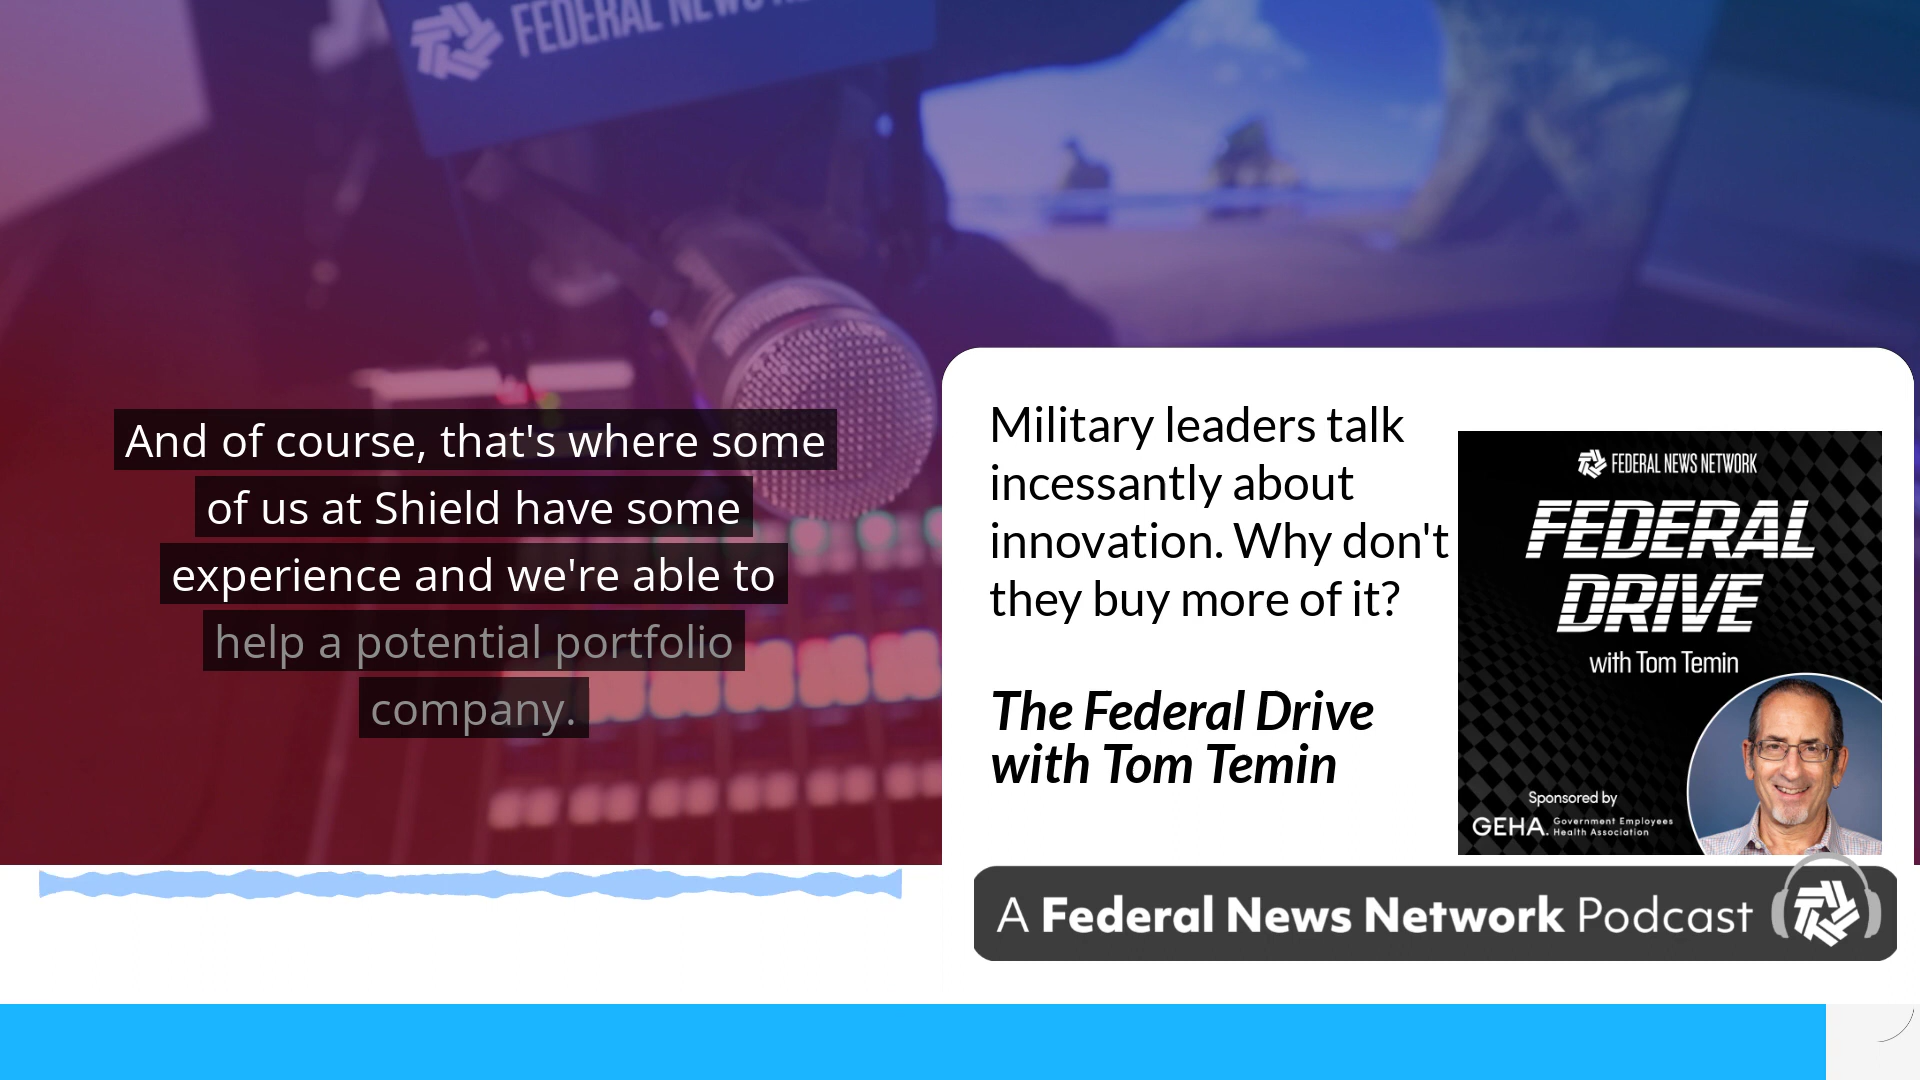 FEDERAL NEWS
And of course, that's where some
of us at Shield have some
experience and we're able to
help a potential portfolio
company.
Military leaders talk
incessantly about
innovation. Why don't
they buy more of it?
The Federal Drive
with Tom Temin
FEDERAL NEWS NETWORK
FEDERAL
DRIVE
with Tom Temin
Sponsored by
GEHA. Government Employees
Health Association
A Federal News Network Podcast